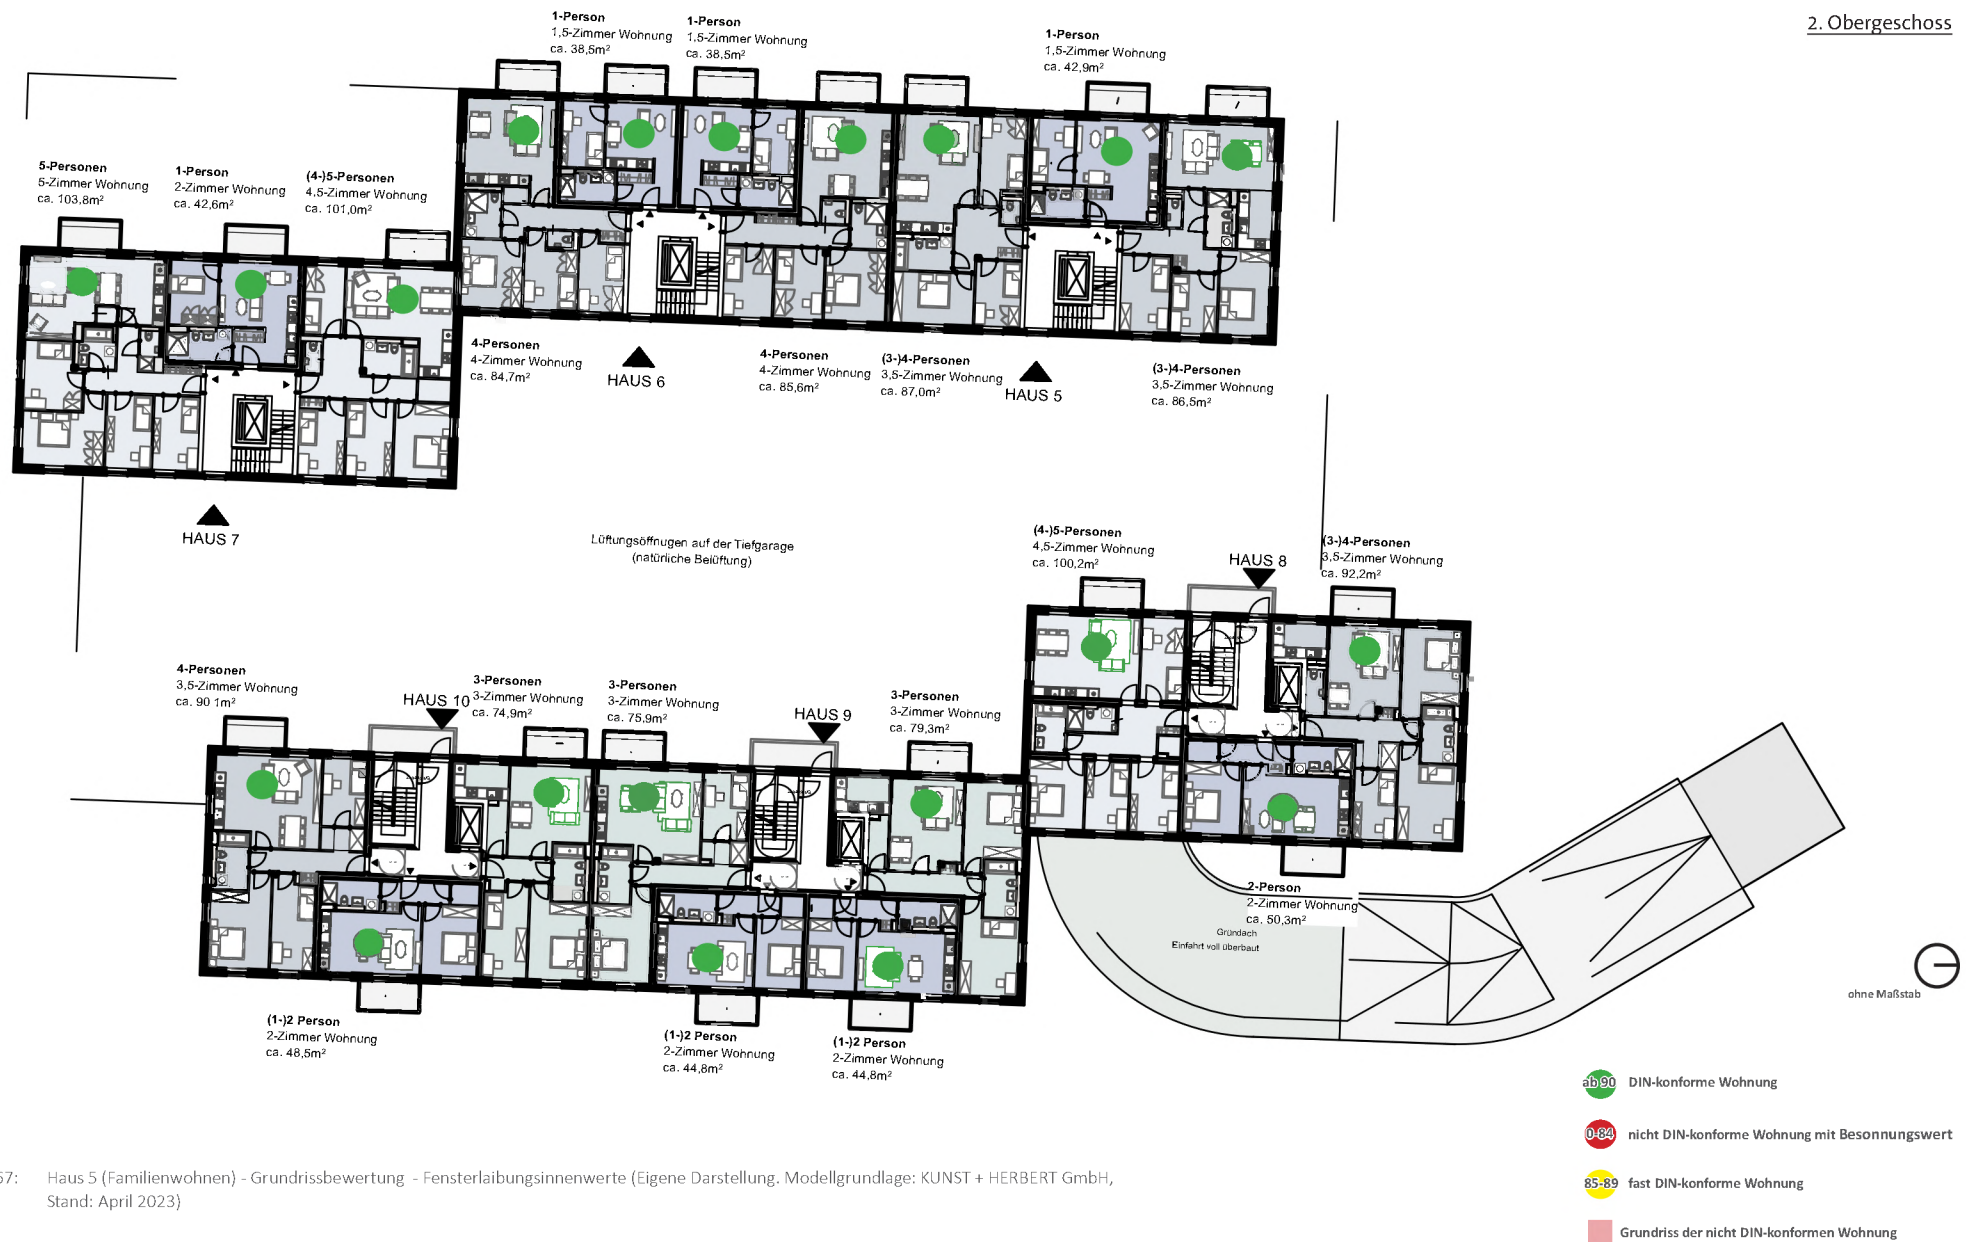 2. Obergeschoss
1-Person
1,5-Zimmer Wohnung
ca. 38,5m²
1-Person
1,5-Zimmer Wohnung
ca. 38,5m²
1-Person
1,5-Zimmer Wohnung
ca. 42,9m²
5-Personen
5-Zimmer Wohnung
ca. 103,8m²
1-Person
2-Zimmer Wohnung
ca. 42,6m²
(4-)5-Personen
4,5-Zimmer Wohnung
ca. 101,0m²
4-Personen
4-Zimmer Wohnung
ca. 84,7m²
HAUS 6
4-Personen
4-Zimmer Wohnung
ca. 85,6m²
(3-)4-Personen
3,5-Zimmer Wohnung
ca. 87,0m²
HAUS 5
(3-)4-Personen
3,5-Zimmer Wohnung
ca. 86,5m²
HAUS 7
Lüftungsöffnugen auf der Tiefgarage
(natürliche Belüftung)
(4-)5-Personen
4,5-Zimmer Wohnung
ca. 100,2m²
HAUS 8
(3-)4-Personen
3,5-Zimmer Wohnung
ca. 92,2m²
4-Personen
3,5-Zimmer Wohnung
ca. 90 1m²
HAUS 10
3-Personen
3-Zimmer Wohnung
ca. 74,9m²
3-Personen
3-Zimmer Wohnung
ca. 75,9m²
HAUS 9
3-Personen
3-Zimmer Wohnung
ca. 79,3m²
2-Person
2-Zimmer Wohnung
ca. 50,3m²
Gründach
Einfahrt voll überbaut
(1-)2 Person
2-Zimmer Wohnung
ca. 48,5m²
(1-)2 Person
2-Zimmer Wohnung
ca. 44,8m²
(1-)2 Person
2-Zimmer Wohnung
ca. 44,8m²
ohne Maßstab
ab 90 DIN-konforme Wohnung
0-84 nicht DIN-konforme Wohnung mit Besonnungswert
85-89 fast DIN-konforme Wohnung
Grundriss der nicht DIN-konformen Wohnung
57: Haus 5 (Familienwohnen) - Grundrissbewertung - Fensterlaibungsinnenwerte (Eigene Darstellung. Modellgrundlage: KUNST + HERBERT GmbH,
Stand: April 2023)